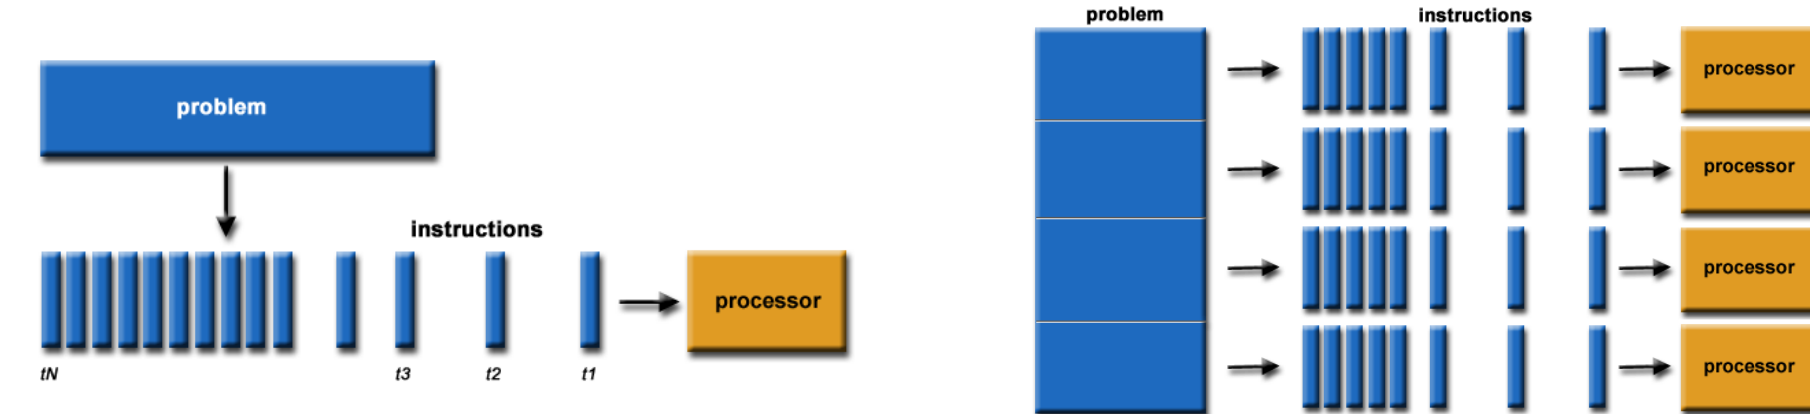 problem
instructions
processor
tN t3 t2 t1
problem instructions
processor
processor
processor
processor